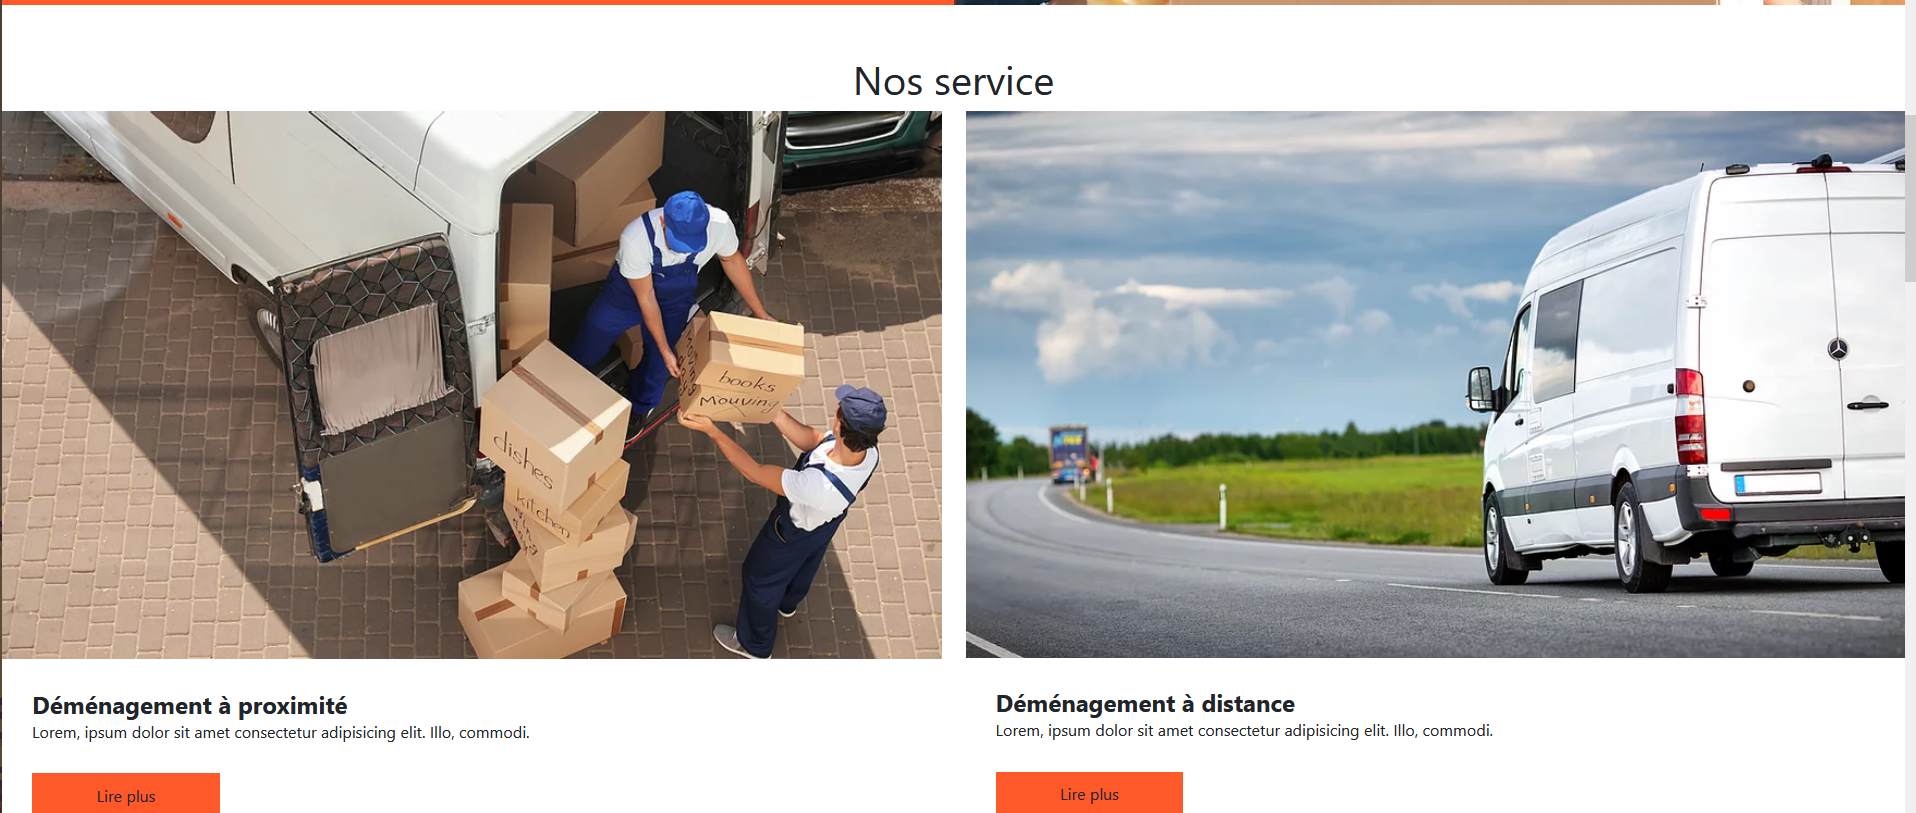 Nos service
books
Mouving
dishes
kitchen
Déménagement à proximité
Lorem, ipsum dolor sit amet consectetur adipisicing elit. Illo, commodi.
Lire plus
Déménagement à distance
Lorem, ipsum dolor sit amet consectetur adipisicing elit. Illo, commodi.
Lire plus